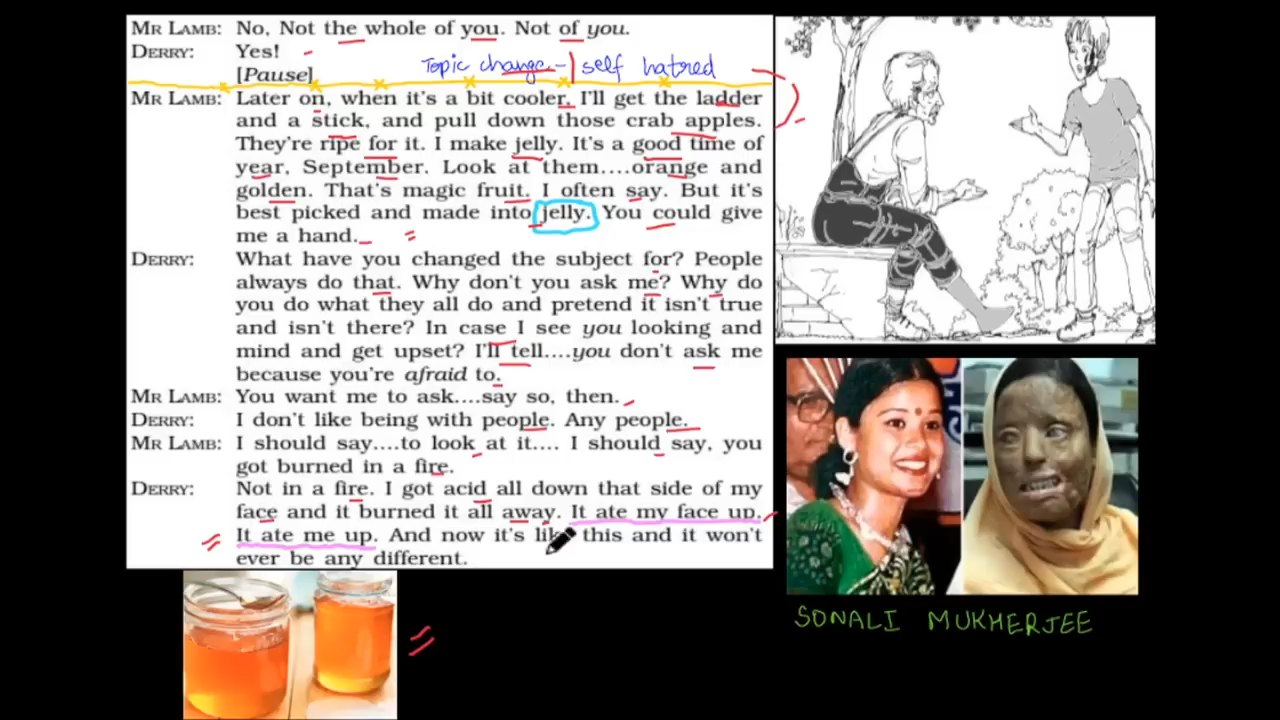 MR LAMB: No, Not the whole of you. Not of you.
DERRY: Yes!
[Pause]
Topic change - | self hatred
MR LAMB: Later on, when it's a bit cooler, I'll get the ladder
and a stick, and pull down those crab apples.
They're ripe for it. I make jelly. It's a good time of
year, September. Look at them....orange and
golden. That's magic fruit. I often say. But it's
best picked and made into jelly. You could give
me a hand.
DERRY: What have you changed the subject for? People
always do that. Why don't you ask me? Why do
you do what they all do and pretend it isn't true
and isn't there? In case I see you looking and
mind and get upset? I'll tell....you don't ask me
because you're afraid to.
MR LAMB: You want me to ask....say so, then.
DERRY: I don't like being with people. Any people.
MR LAMB: I should say....to look at it.... I should say, you
got burned in a fire.
DERRY: Not in a fire. I got acid all down that side of my
face and it burned it all away. It ate my face up.
It ate me up. And now it's like this and it won't
ever be any different.
SONALI MUKHERJEE